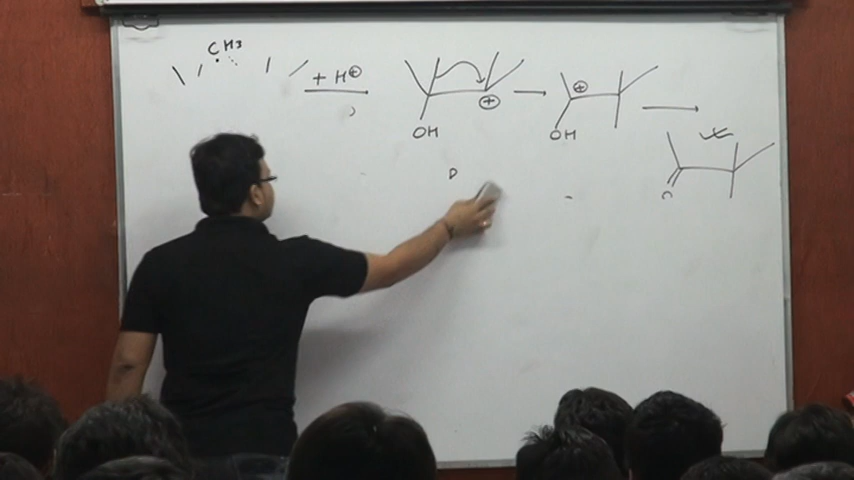 CH3
+ H⊕
⊕
OH
⊕
OH
O